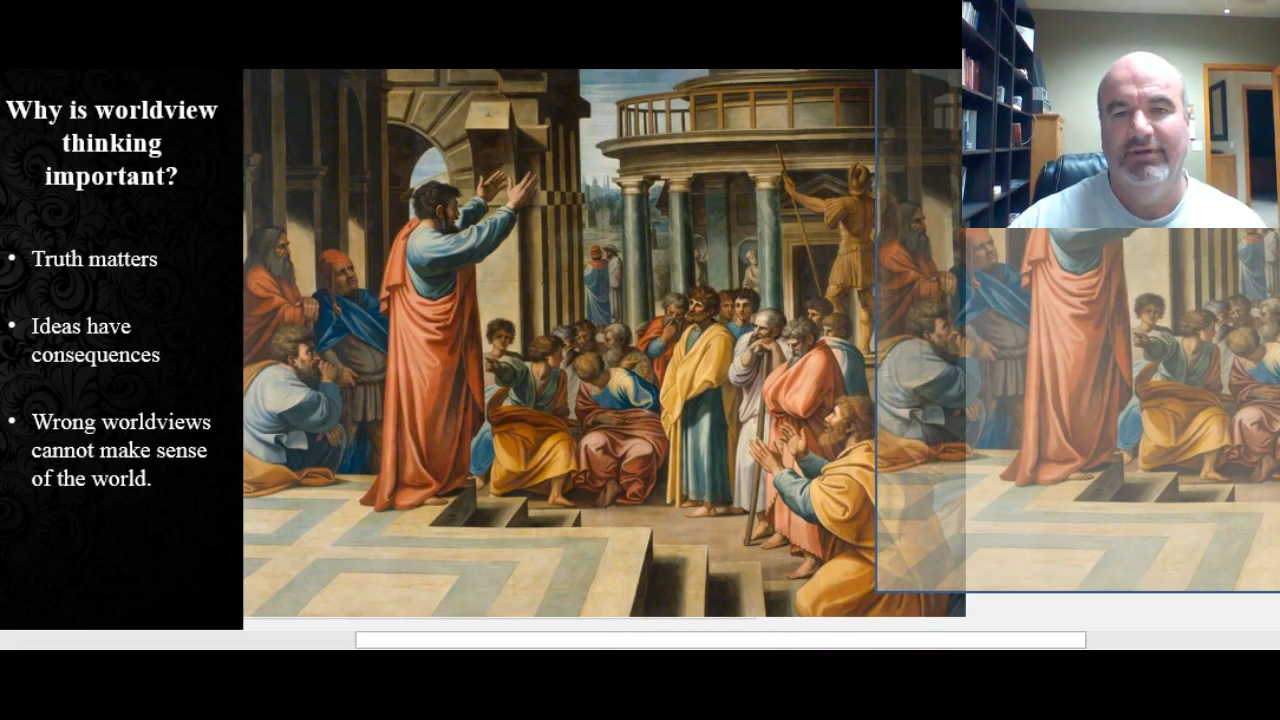 Why is worldview
thinking
important?
• Truth matters
• Ideas have
consequences
• Wrong worldviews
cannot make sense
of the world.